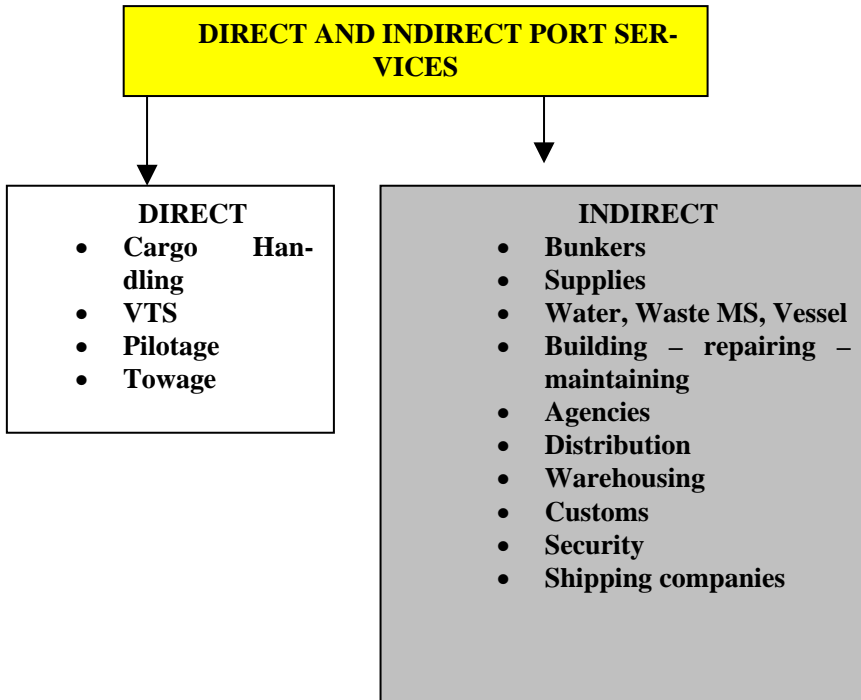 DIRECT AND INDIRECT PORT SER-
VICES
DIRECT
• Cargo Han-
dling
• VTS
• Pilotage
• Towage
INDIRECT
• Bunkers
• Supplies
• Water, Waste MS, Vessel
• Building – repairing –
maintaining
• Agencies
• Distribution
• Warehousing
• Customs
• Security
• Shipping companies